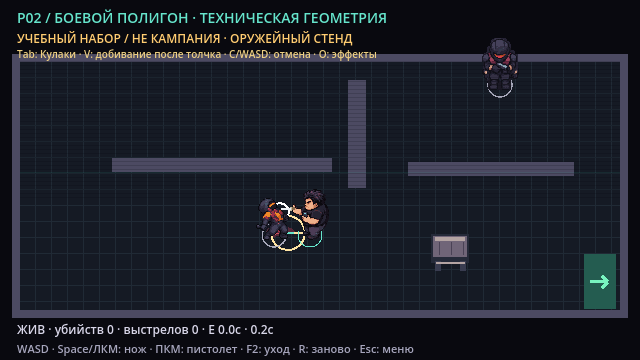 P02 / БОЕВОЙ ПОЛИГОН · ТЕХНИЧЕСКАЯ ГЕОМЕТРИЯ
УЧЕБНЫЙ НАБОР / НЕ КАМПАНИЯ · ОРУЖЕЙНЫЙ СТЕНД
Tab: Кулаки · V: добивание после толчка · C/WASD: отмена · O: эффекты
ЖИВ · убийств 0 · выстрелов 0 · E 0.0с · 0.2с
WASD · Space/ЛКМ: нож · ПКМ: пистолет · F2: уход · R: заново · Esc: меню